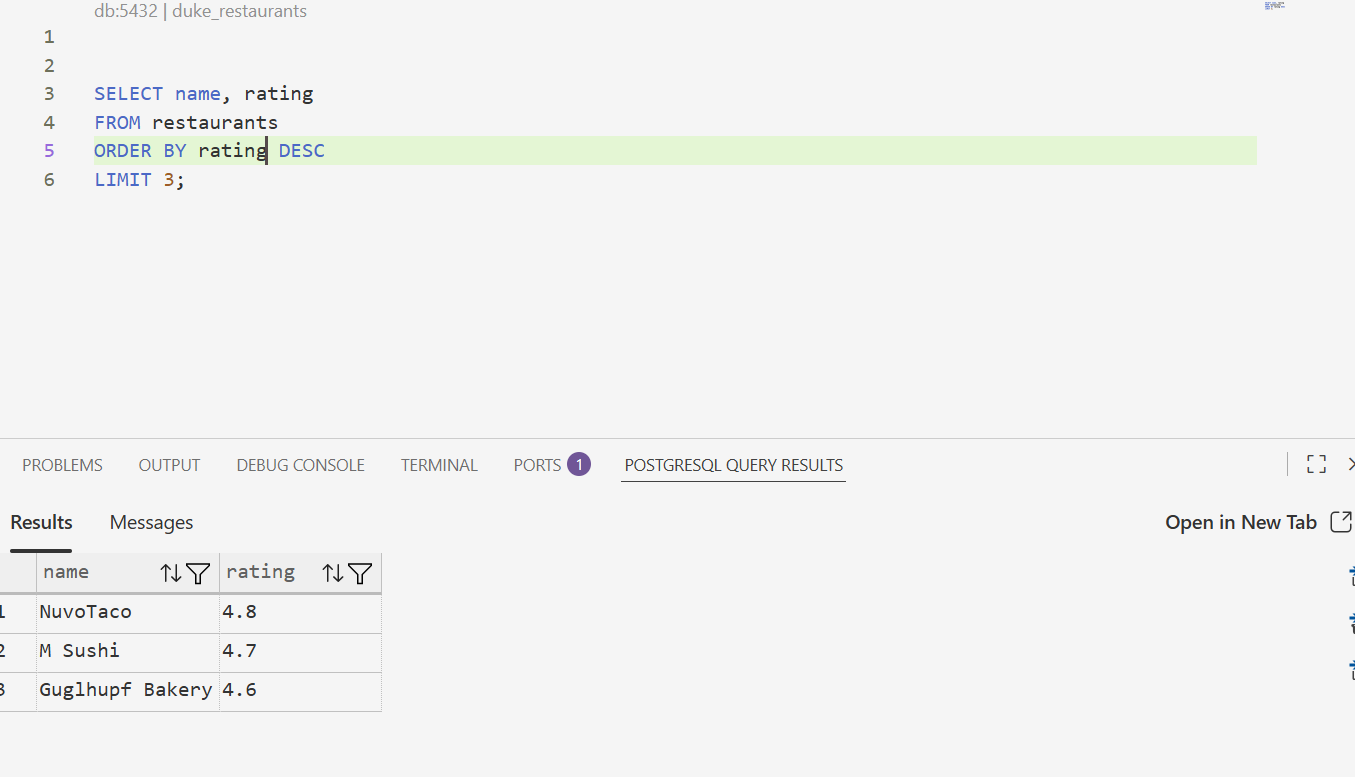 db:5432 | duke_restaurants
1
2
3 SELECT name, rating
4 FROM restaurants
5 ORDER BY rating DESC
6 LIMIT 3;
PROBLEMS OUTPUT DEBUG CONSOLE TERMINAL PORTS 1 POSTGRESQL QUERY RESULTS
Results Messages Open in New Tab
name rating
1 NuvoTaco 4.8
2 M Sushi 4.7
3 Guglhupf Bakery 4.6